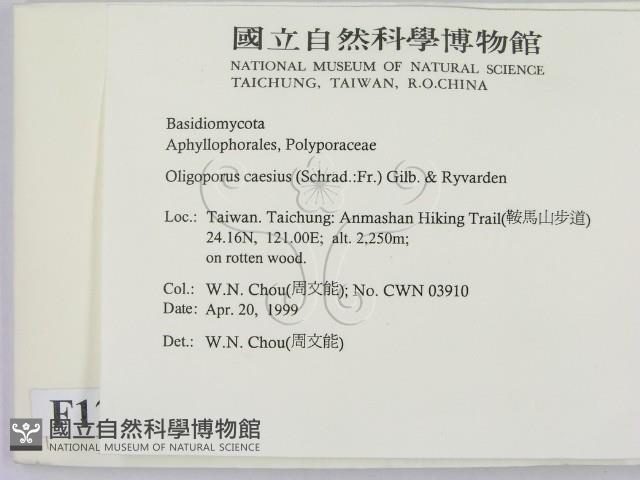 國立自然科學博物館
NATIONAL MUSEUM OF NATURAL SCIENCE
TAICHUNG, TAIWAN, R.O.CHINA
Basidiomycota
Aphyllophorales, Polyporaceae
Oligoporus caesius (Schrad.:Fr.) Gilb. & Ryvarden
Loc.: Taiwan. Taichung: Anmashan Hiking Trail(鞍馬山步道)
24.16N, 121.00E; alt. 2,250m;
on rotten wood.
Col.: W.N. Chou(周文能); No. CWN 03910
Date: Apr. 20, 1999
Det.: W.N. Chou(周文能)
國立自然科學博物館
NATIONAL MUSEUM OF NATURAL SCIENCE